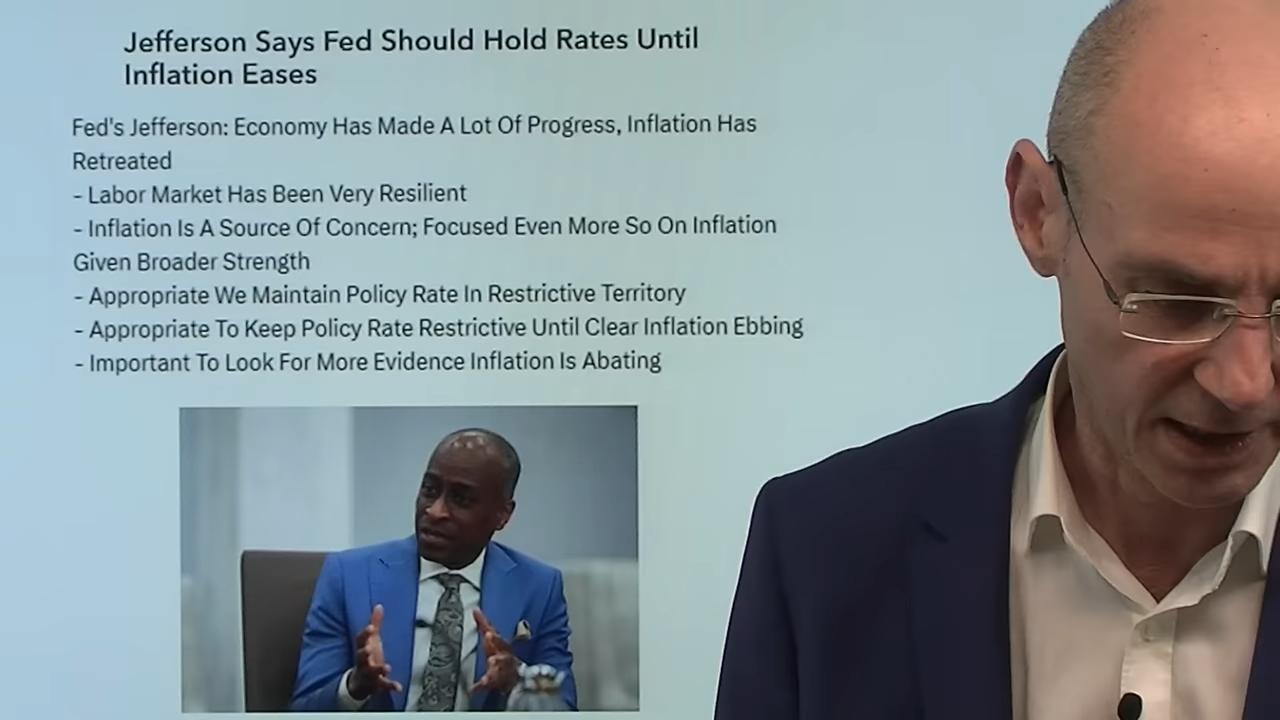 Jefferson Says Fed Should Hold Rates Until
Inflation Eases
Fed's Jefferson: Economy Has Made A Lot Of Progress, Inflation Has
Retreated
- Labor Market Has Been Very Resilient
- Inflation Is A Source Of Concern; Focused Even More So On Inflation
Given Broader Strength
- Appropriate We Maintain Policy Rate In Restrictive Territory
- Appropriate To Keep Policy Rate Restrictive Until Clear Inflation Ebbing
- Important To Look For More Evidence Inflation Is Abating